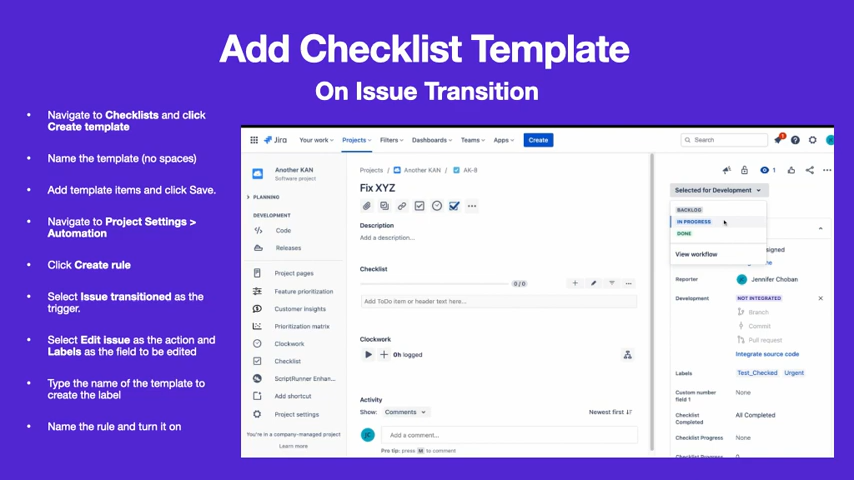 Add Checklist Template
On Issue Transition
• Navigate to Checklists and click
Create template
• Name the template (no spaces)
• Add template items and click Save.
• Navigate to Project Settings >
Automation
• Click Create rule
• Select Issue transitioned as the
trigger.
• Select Edit issue as the action and
Labels as the field to be edited
• Type the name of the template to
create the label
• Name the rule and turn it on
Jira Your work Projects Filters Dashboards Teams Apps Create Search
Another KAN
Software project
PLANNING
DEVELOPMENT
Code
Releases
Project pages
Feature prioritization
Customer Insights
Prioritization matrix
Clockwork
Checklist
ScriptRunner Enhan...
Add shortcut
Project settings
You're in a company-managed project
Learn more
Projects / Another KAN / AK-8
Fix XYZ
Description
Add a description...
Checklist
0/0
Add ToDo item or header text here...
Clockwork
0h logged
Activity
Show: Comments Newest first
JC Add a comment...
Pro tip: press M to comment
1
Selected for Development
BACKLOG
IN PROGRESS
DONE
View workflow
Reporter Jennifer Choban
Development NOT INTEGRATED
Branch
Commit
Pull request
Integrate source code
Labels Test_Checked Urgent
Custom number
field 1
None
Checklist
Completed
All Completed
Checklist Progress None